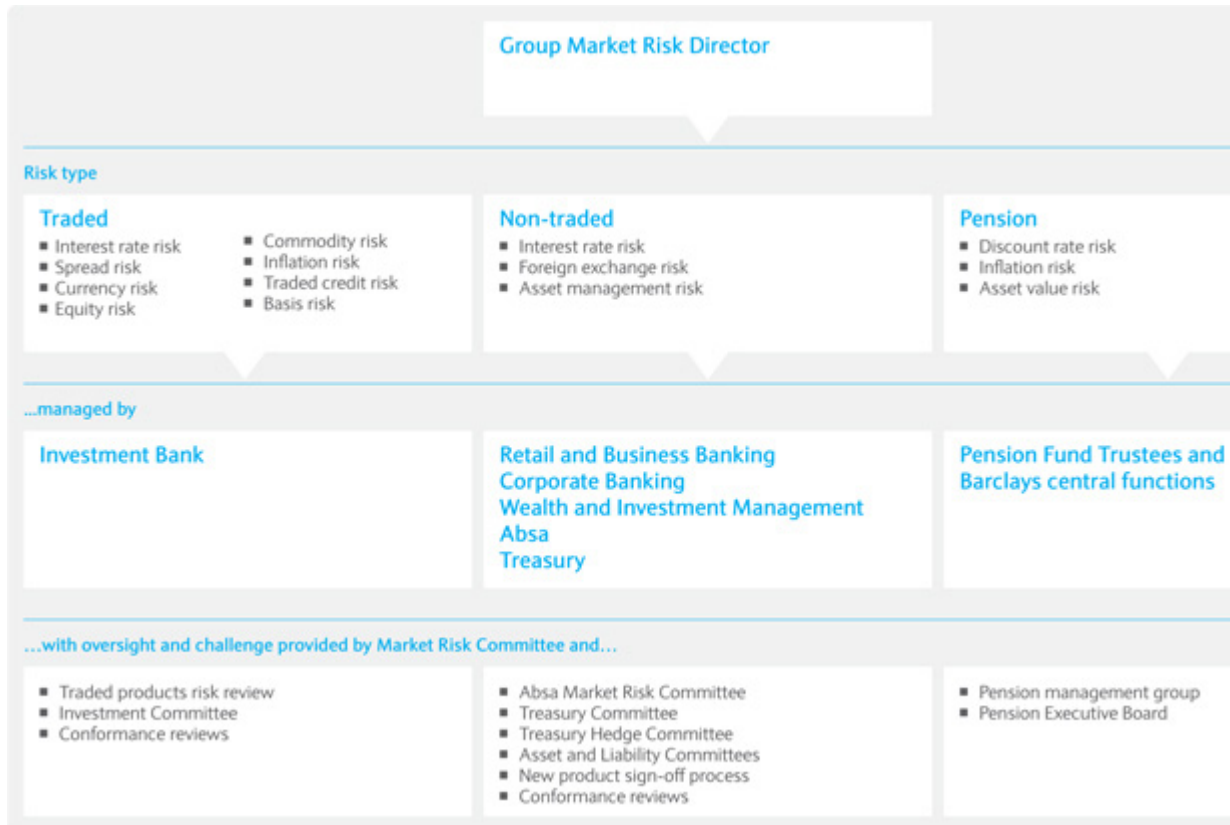 Group Market Risk Director
Risk type
Traded
■ Interest rate risk
■ Spread risk
■ Currency risk
■ Equity risk
■ Commodity risk
■ Inflation risk
■ Traded credit risk
■ Basis risk
Non-traded
■ Interest rate risk
■ Foreign exchange risk
■ Asset management risk
Pension
■ Discount rate risk
■ Inflation risk
■ Asset value risk
...managed by
Investment Bank
Retail and Business Banking
Corporate Banking
Wealth and Investment Management
Absa
Treasury
Pension Fund Trustees and
Barclays central functions
...with oversight and challenge provided by Market Risk Committee and...
■ Traded products risk review
■ Investment Committee
■ Conformance reviews
■ Absa Market Risk Committee
■ Treasury Committee
■ Treasury Hedge Committee
■ Asset and Liability Committees
■ New product sign-off process
■ Conformance reviews
■ Pension management group
■ Pension Executive Board